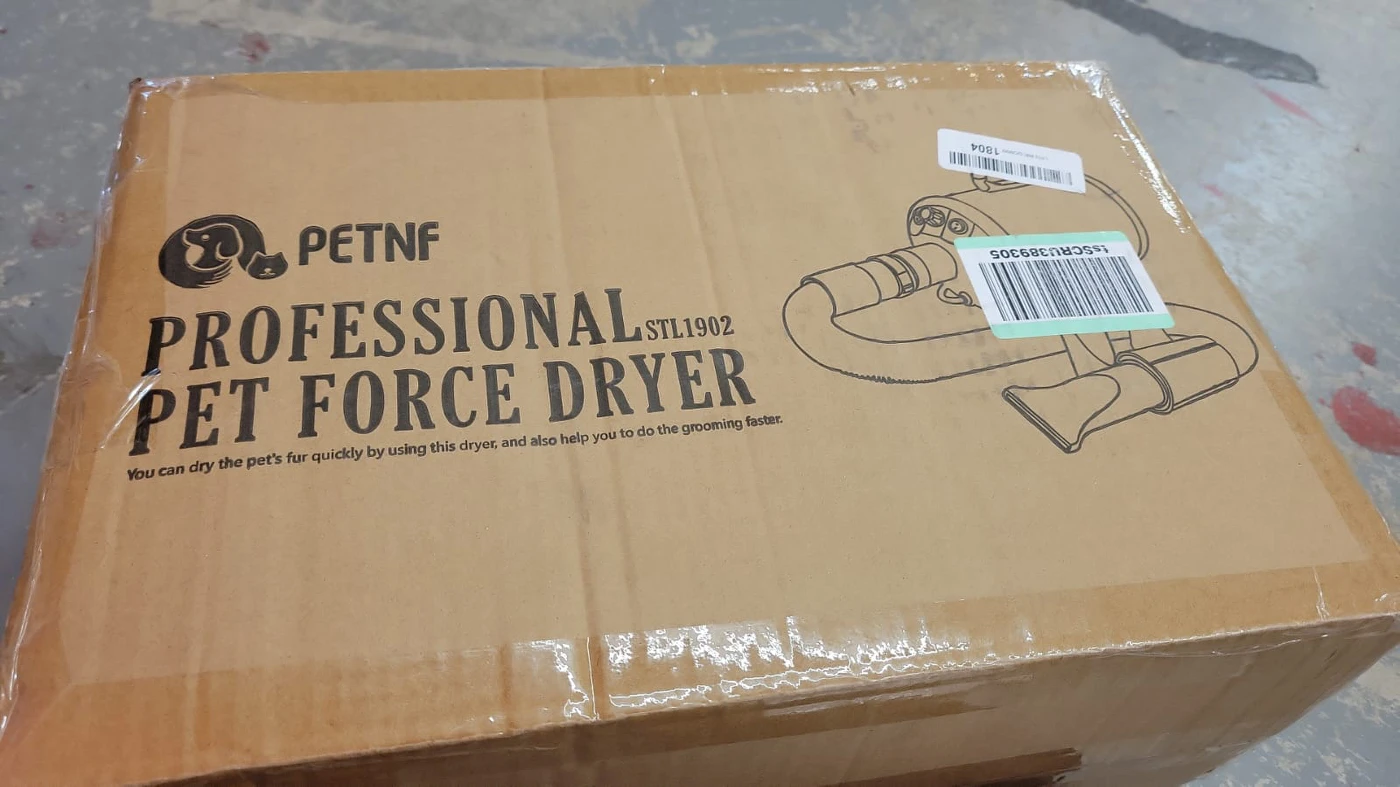 PETNF
PROFESSIONAL STL1902
PET FORCE DRYER
You can dry the pet's fur quickly by using this dryer, and also help you to do the grooming faster.
1804
tsSCRU389305